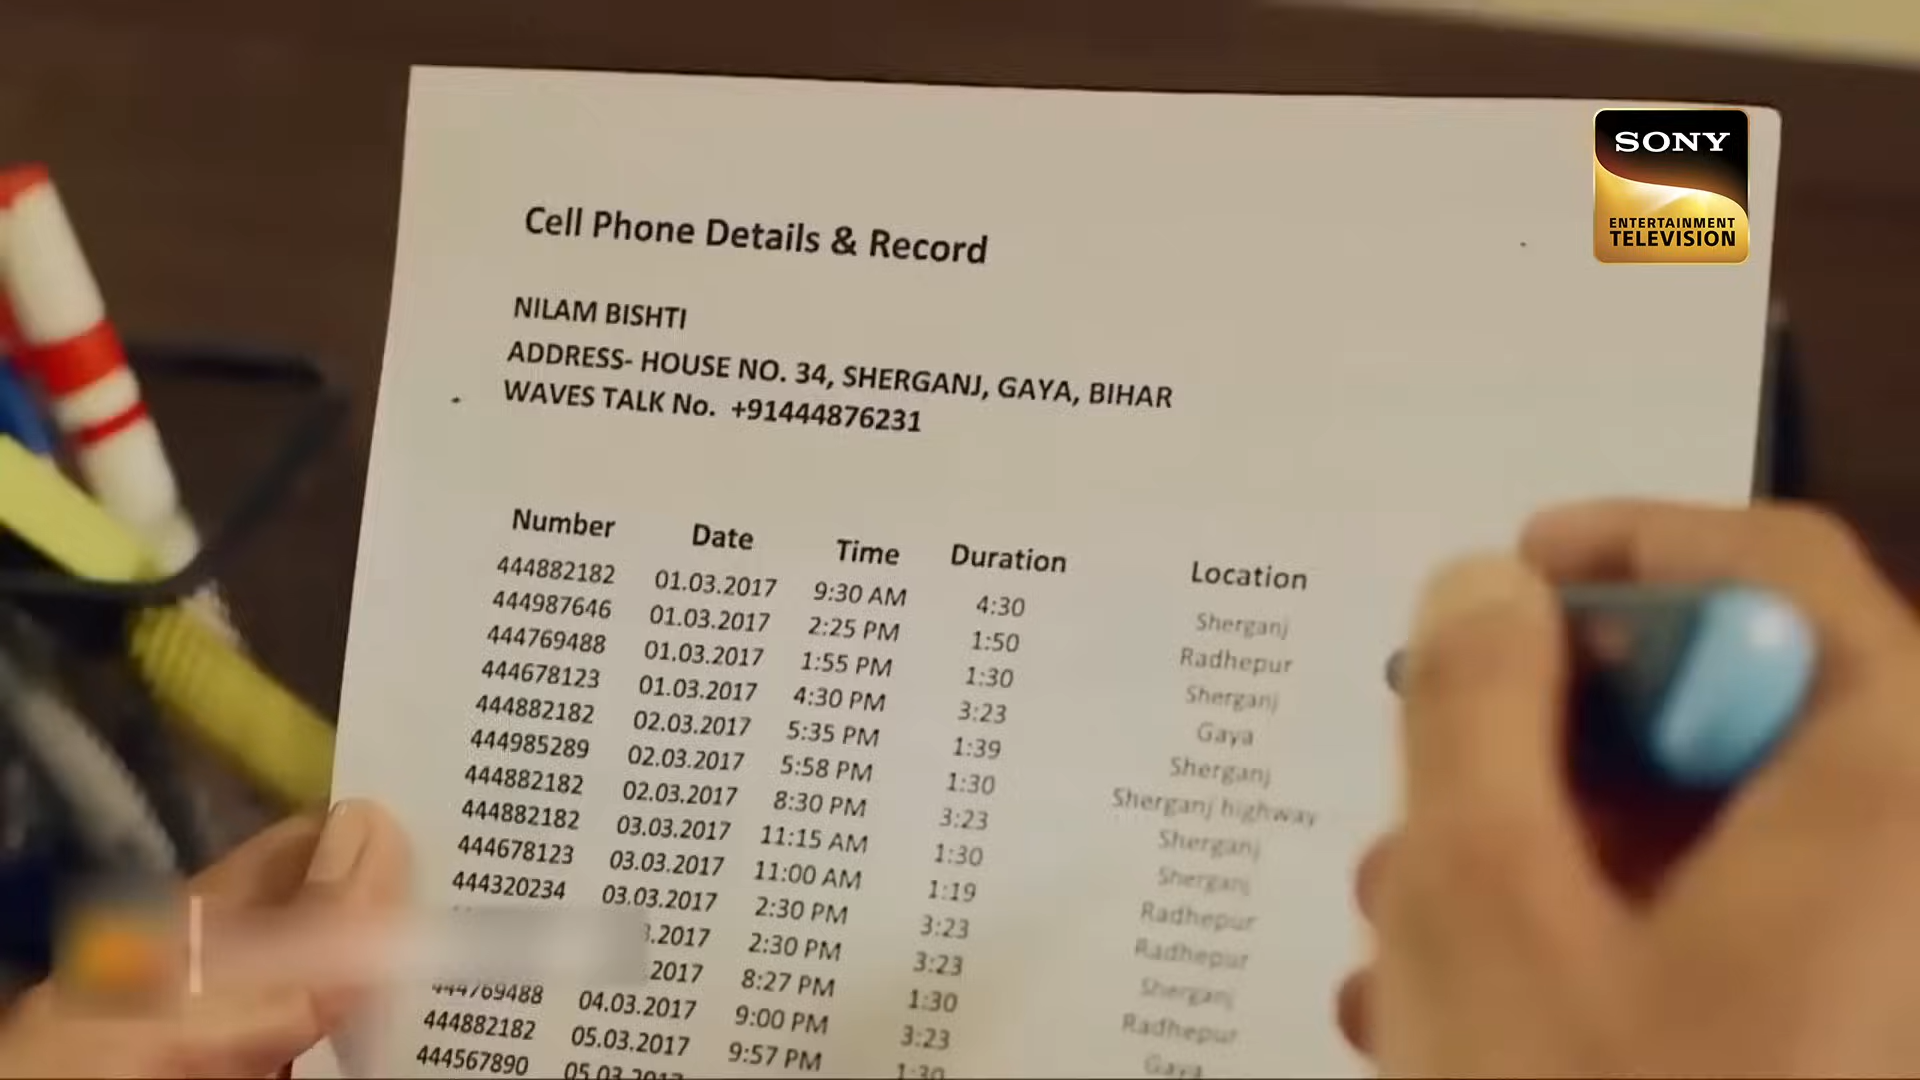 SONY
ENTERTAINMENT
TELEVISION
Cell Phone Details & Record
NILAM BISHTI
ADDRESS- HOUSE NO. 34, SHERGANJ, GAYA, BIHAR
WAVES TALK No. +91444876231
Number Date Time Duration Location
444882182 01.03.2017 9:30 AM 4:30 Sherganj
444987646 01.03.2017 2:25 PM 1:50 Radhepur
444769488 01.03.2017 1:55 PM 1:30 Sherganj
444678123 01.03.2017 4:30 PM 3:23 Gaya
444882182 02.03.2017 5:35 PM 1:39 Sherganj
444985289 02.03.2017 5:58 PM 1:30 Sherganj highway
444882182 02.03.2017 8:30 PM 3:23 Sherganj
444882182 03.03.2017 11:15 AM 1:30 Sherganj
444678123 03.03.2017 11:00 AM 1:19 Radhepur
444320234 03.03.2017 2:30 PM 3:23 Radhepur
.2017 2:30 PM 3:23 Sherganj
2017 8:27 PM 1:30 Radhepur
444769488 04.03.2017 9:00 PM 3:23 Gaya
444882182 05.03.2017 9:57 PM 1:30
444567890 05.03.2017